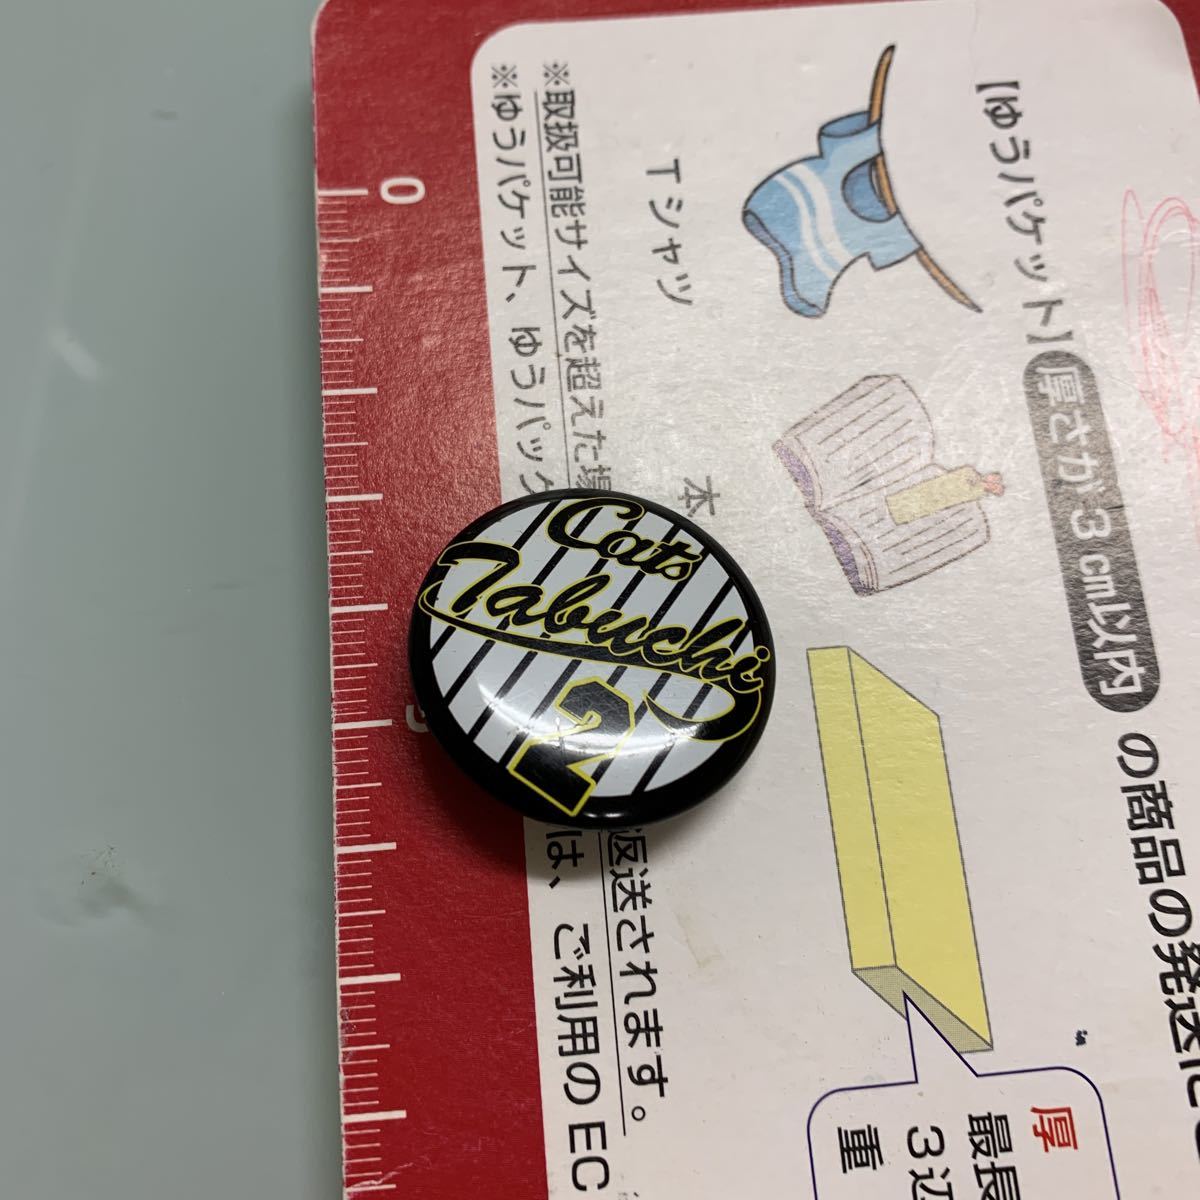 Cats
Tabuchi
2
【ゆうパケット】厚さが3cm以内の商品の発送に
Tシャツ
本
※取扱可能サイズを超えた場
返送されます。
※ゆうパケット、ゆうパック
は、ご利用のEC
厚
最長
3辺
重
0
5